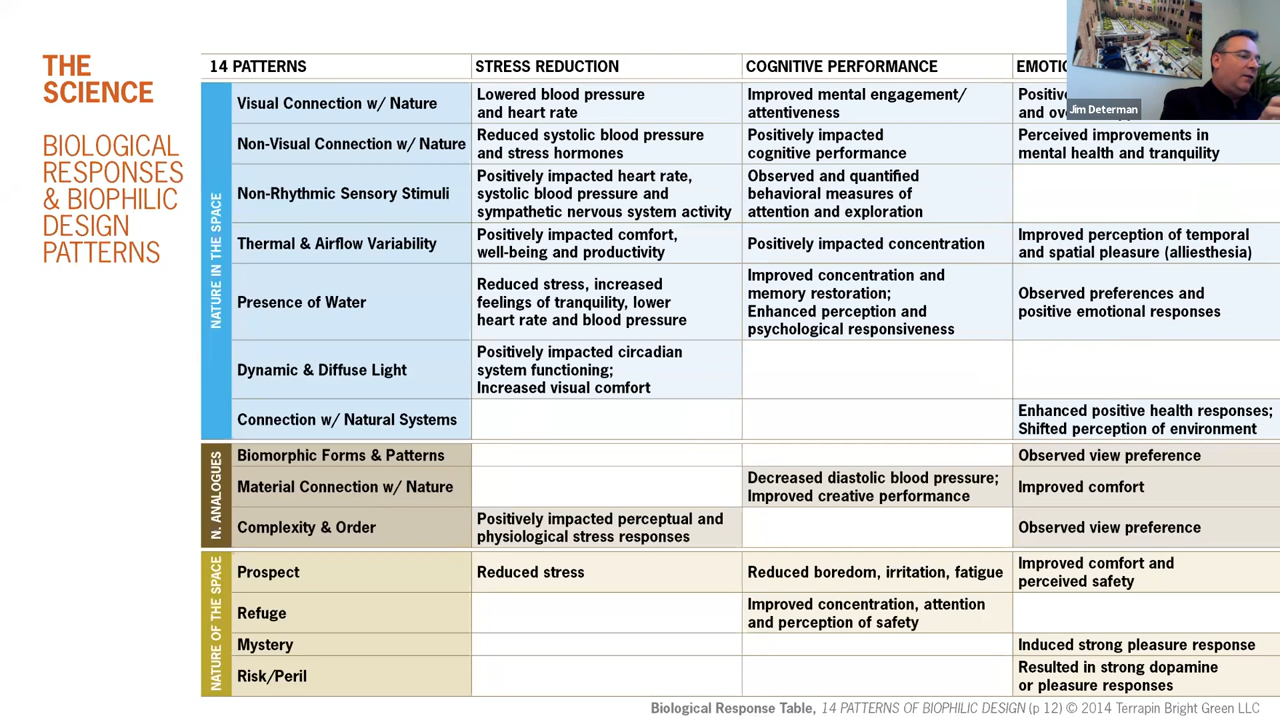 THE
SCIENCE
BIOLOGICAL
RESPONSES
& BIOPHILIC
DESIGN
PATTERNS
14 PATTERNS
STRESS REDUCTION
COGNITIVE PERFORMANCE
Jim Determan
NATURE IN THE SPACE
Visual Connection w/ Nature
Lowered blood pressure
and heart rate
Improved mental engagement/
attentiveness
Non-Visual Connection w/ Nature
Reduced systolic blood pressure
and stress hormones
Positively impacted
cognitive performance
Perceived improvements in
mental health and tranquility
Non-Rhythmic Sensory Stimuli
Positively impacted heart rate,
systolic blood pressure and
sympathetic nervous system activity
Observed and quantified
behavioral measures of
attention and exploration
Thermal & Airflow Variability
Positively impacted comfort,
well-being and productivity
Positively impacted concentration
Improved perception of temporal
and spatial pleasure (alliesthesia)
Presence of Water
Reduced stress, increased
feelings of tranquility, lower
heart rate and blood pressure
Improved concentration and
memory restoration;
Enhanced perception and
psychological responsiveness
Observed preferences and
positive emotional responses
Dynamic & Diffuse Light
Positively impacted circadian
system functioning;
Increased visual comfort
Connection w/ Natural Systems
Enhanced positive health responses;
Shifted perception of environment
N. ANALOGUES
Biomorphic Forms & Patterns
Observed view preference
Material Connection w/ Nature
Decreased diastolic blood pressure;
Improved creative performance
Improved comfort
Complexity & Order
Positively impacted perceptual and
physiological stress responses
Observed view preference
NATURE OF THE SPACE
Prospect
Reduced stress
Reduced boredom, irritation, fatigue
Improved comfort and
perceived safety
Refuge
Improved concentration, attention
and perception of safety
Mystery
Induced strong pleasure response
Risk/Peril
Resulted in strong dopamine
or pleasure responses
Biological Response Table, 14 PATTERNS OF BIOPHILIC DESIGN (p 12) © 2014 Terrapin Bright Green LLC